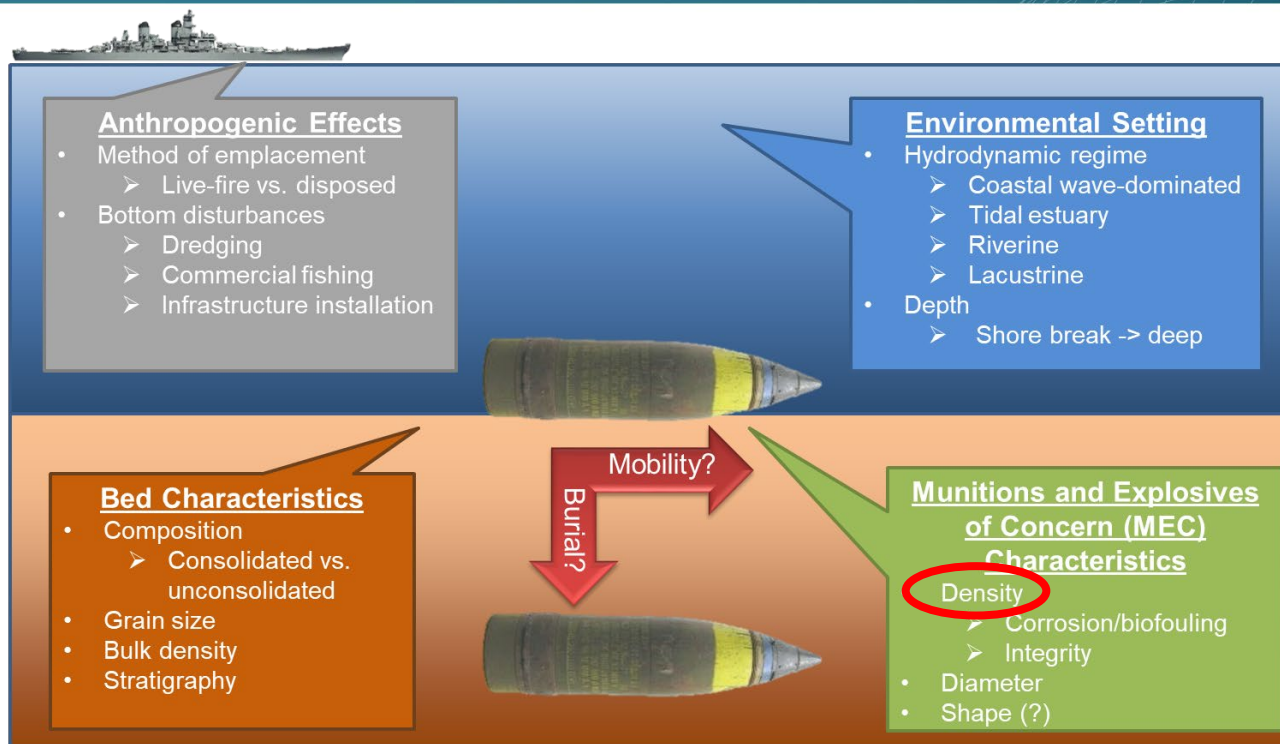 Anthropogenic Effects
• Method of emplacement
➢ Live-fire vs. disposed
• Bottom disturbances
➢ Dredging
➢ Commercial fishing
➢ Infrastructure installation
Environmental Setting
• Hydrodynamic regime
➢ Coastal wave-dominated
➢ Tidal estuary
➢ Riverine
➢ Lacustrine
• Depth
➢ Shore break -> deep
Mobility?
Burial?
Bed Characteristics
• Composition
➢ Consolidated vs.
unconsolidated
• Grain size
• Bulk density
• Stratigraphy
Munitions and Explosives
of Concern (MEC)
Characteristics
Density
➢ Corrosion/biofouling
➢ Integrity
• Diameter
• Shape (?)